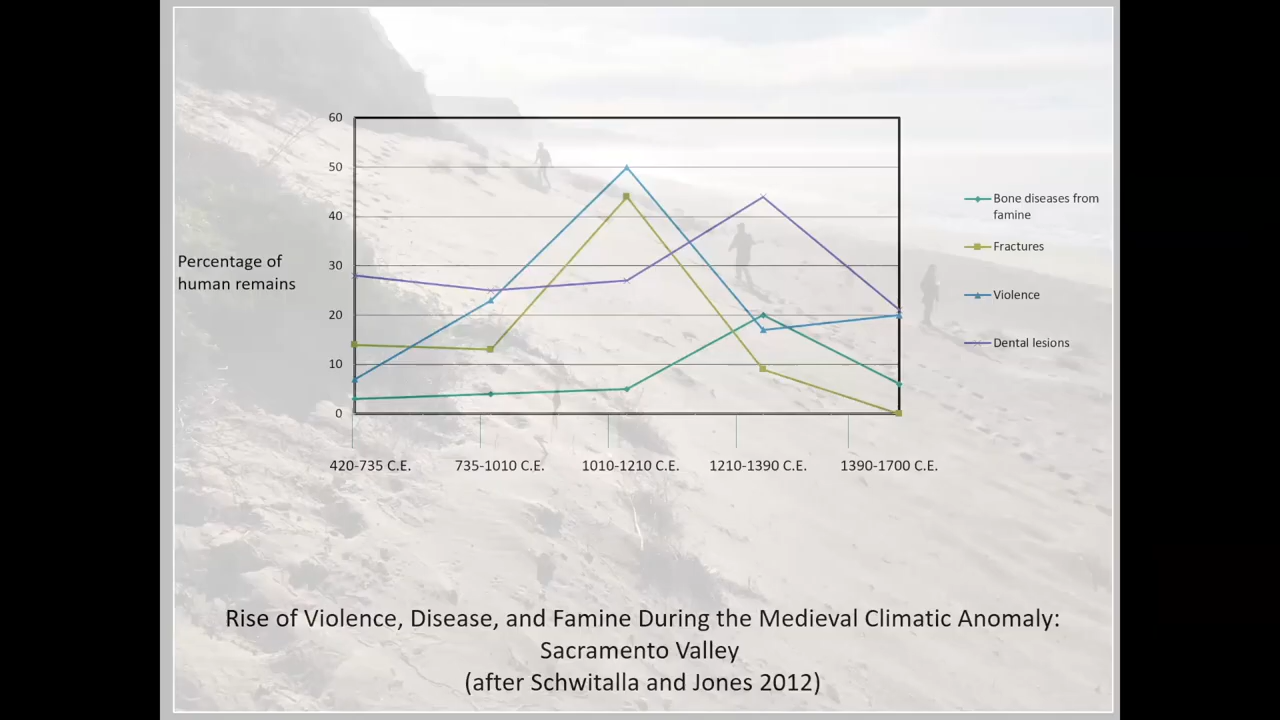 60
50
40
30
20
10
0
Percentage of
human remains
420-735 C.E.
735-1010 C.E.
1010-1210 C.E.
1210-1390 C.E.
1390-1700 C.E.
Bone diseases from
famine
Fractures
Violence
Dental lesions
Rise of Violence, Disease, and Famine During the Medieval Climatic Anomaly:
Sacramento Valley
(after Schwitalla and Jones 2012)